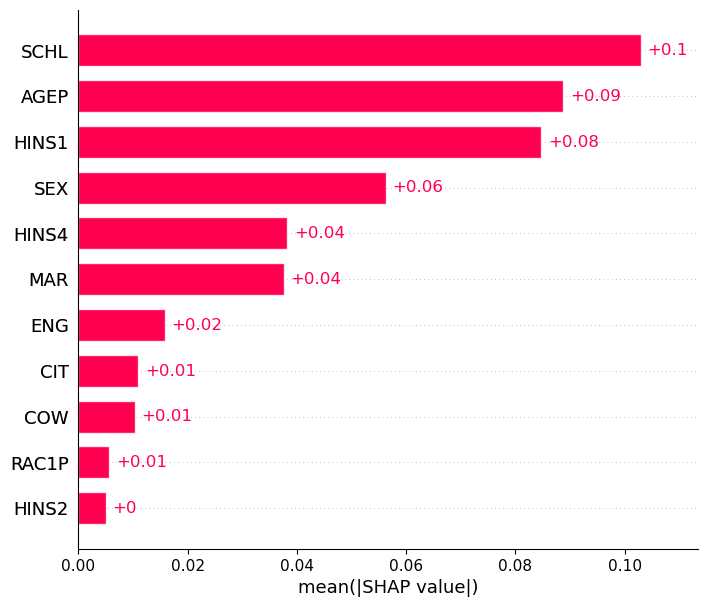 SCHL +0.1
AGEP +0.09
HINS1 +0.08
SEX +0.06
HINS4 +0.04
MAR +0.04
ENG +0.02
CIT +0.01
COW +0.01
RAC1P +0.01
HINS2 +0
0.00 0.02 0.04 0.06 0.08 0.10
mean(|SHAP value|)